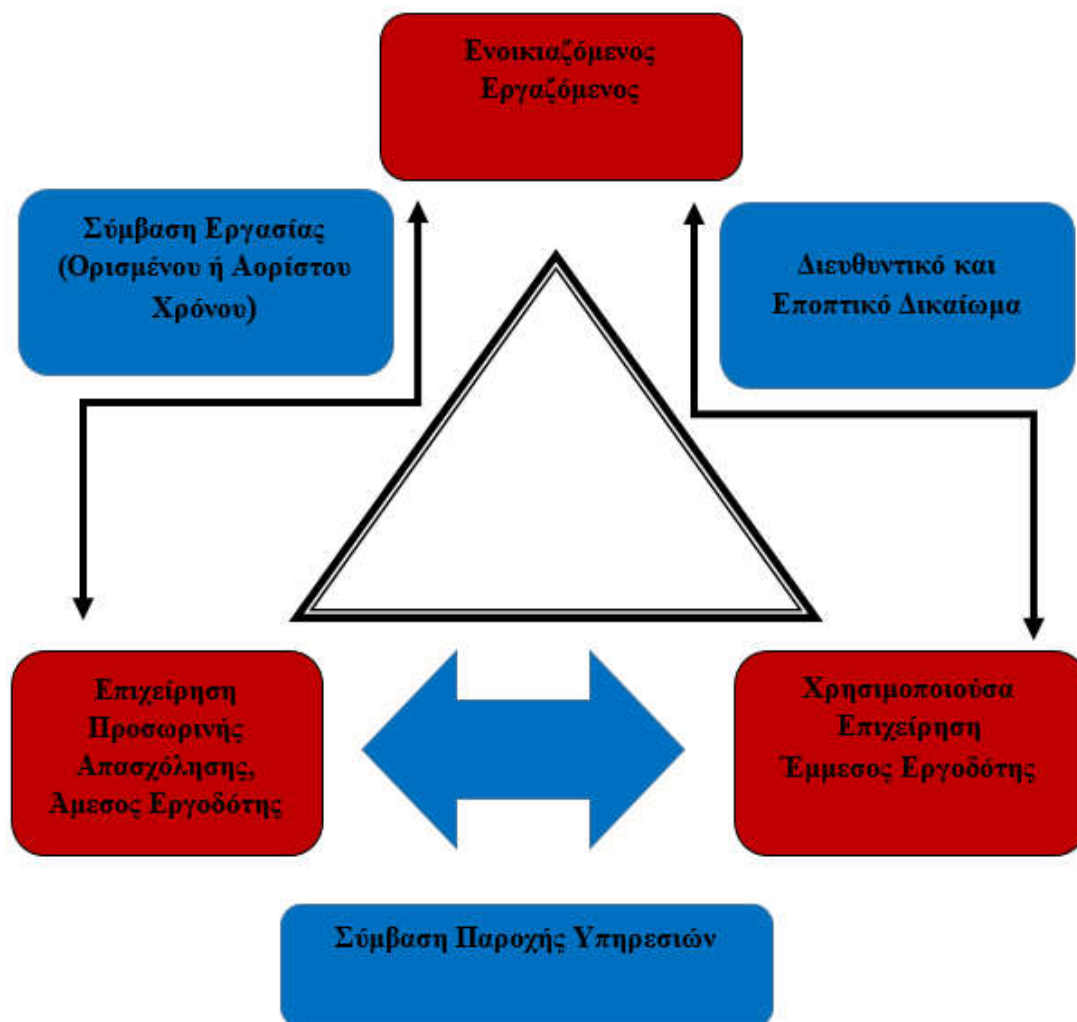 Ενοικιαζόμενος
Εργαζόμενος
Σύμβαση Εργασίας
(Ορισμένου ή Αορίστου
Χρόνου)
Διευθυντικό και
Εποπτικό Δικαίωμα
Επιχείρηση
Προσωρινής
Απασχόλησης,
Άμεσος Εργοδότης
Χρησιμοποιούσα
Επιχείρηση
Έμμεσος Εργοδότης
Σύμβαση Παροχής Υπηρεσιών